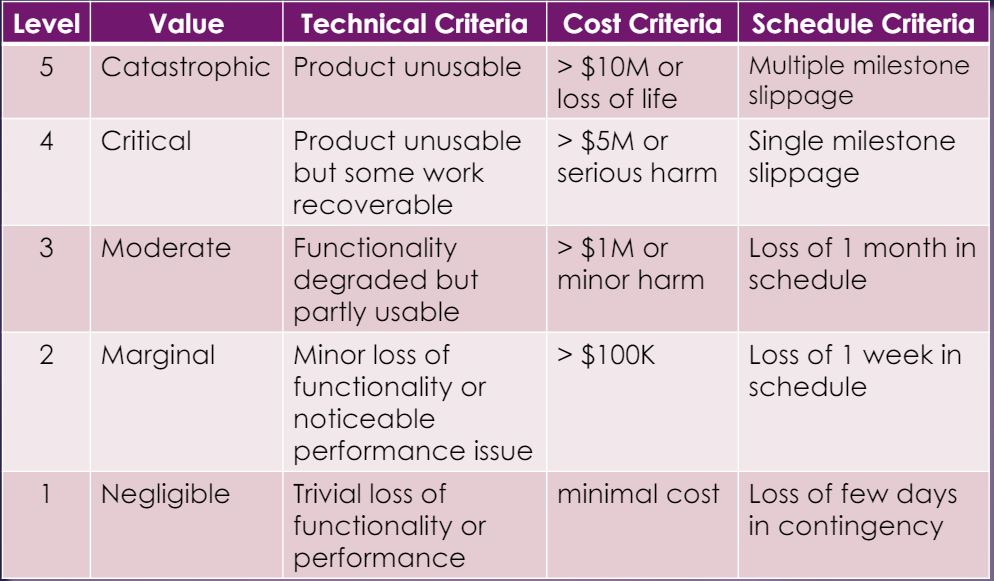 Level Value Technical Criteria Cost Criteria Schedule Criteria
5 Catastrophic Product unusable > $10M or Multiple milestone
loss of life slippage
4 Critical Product unusable > $5M or Single milestone
but some work serious harm slippage
recoverable
3 Moderate Functionality > $1M or Loss of 1 month in
degraded but minor harm schedule
partly usable
2 Marginal Minor loss of > $100K Loss of 1 week in
functionality or schedule
noticeable
performance issue
1 Negligible Trivial loss of minimal cost Loss of few days
functionality or in contingency
performance